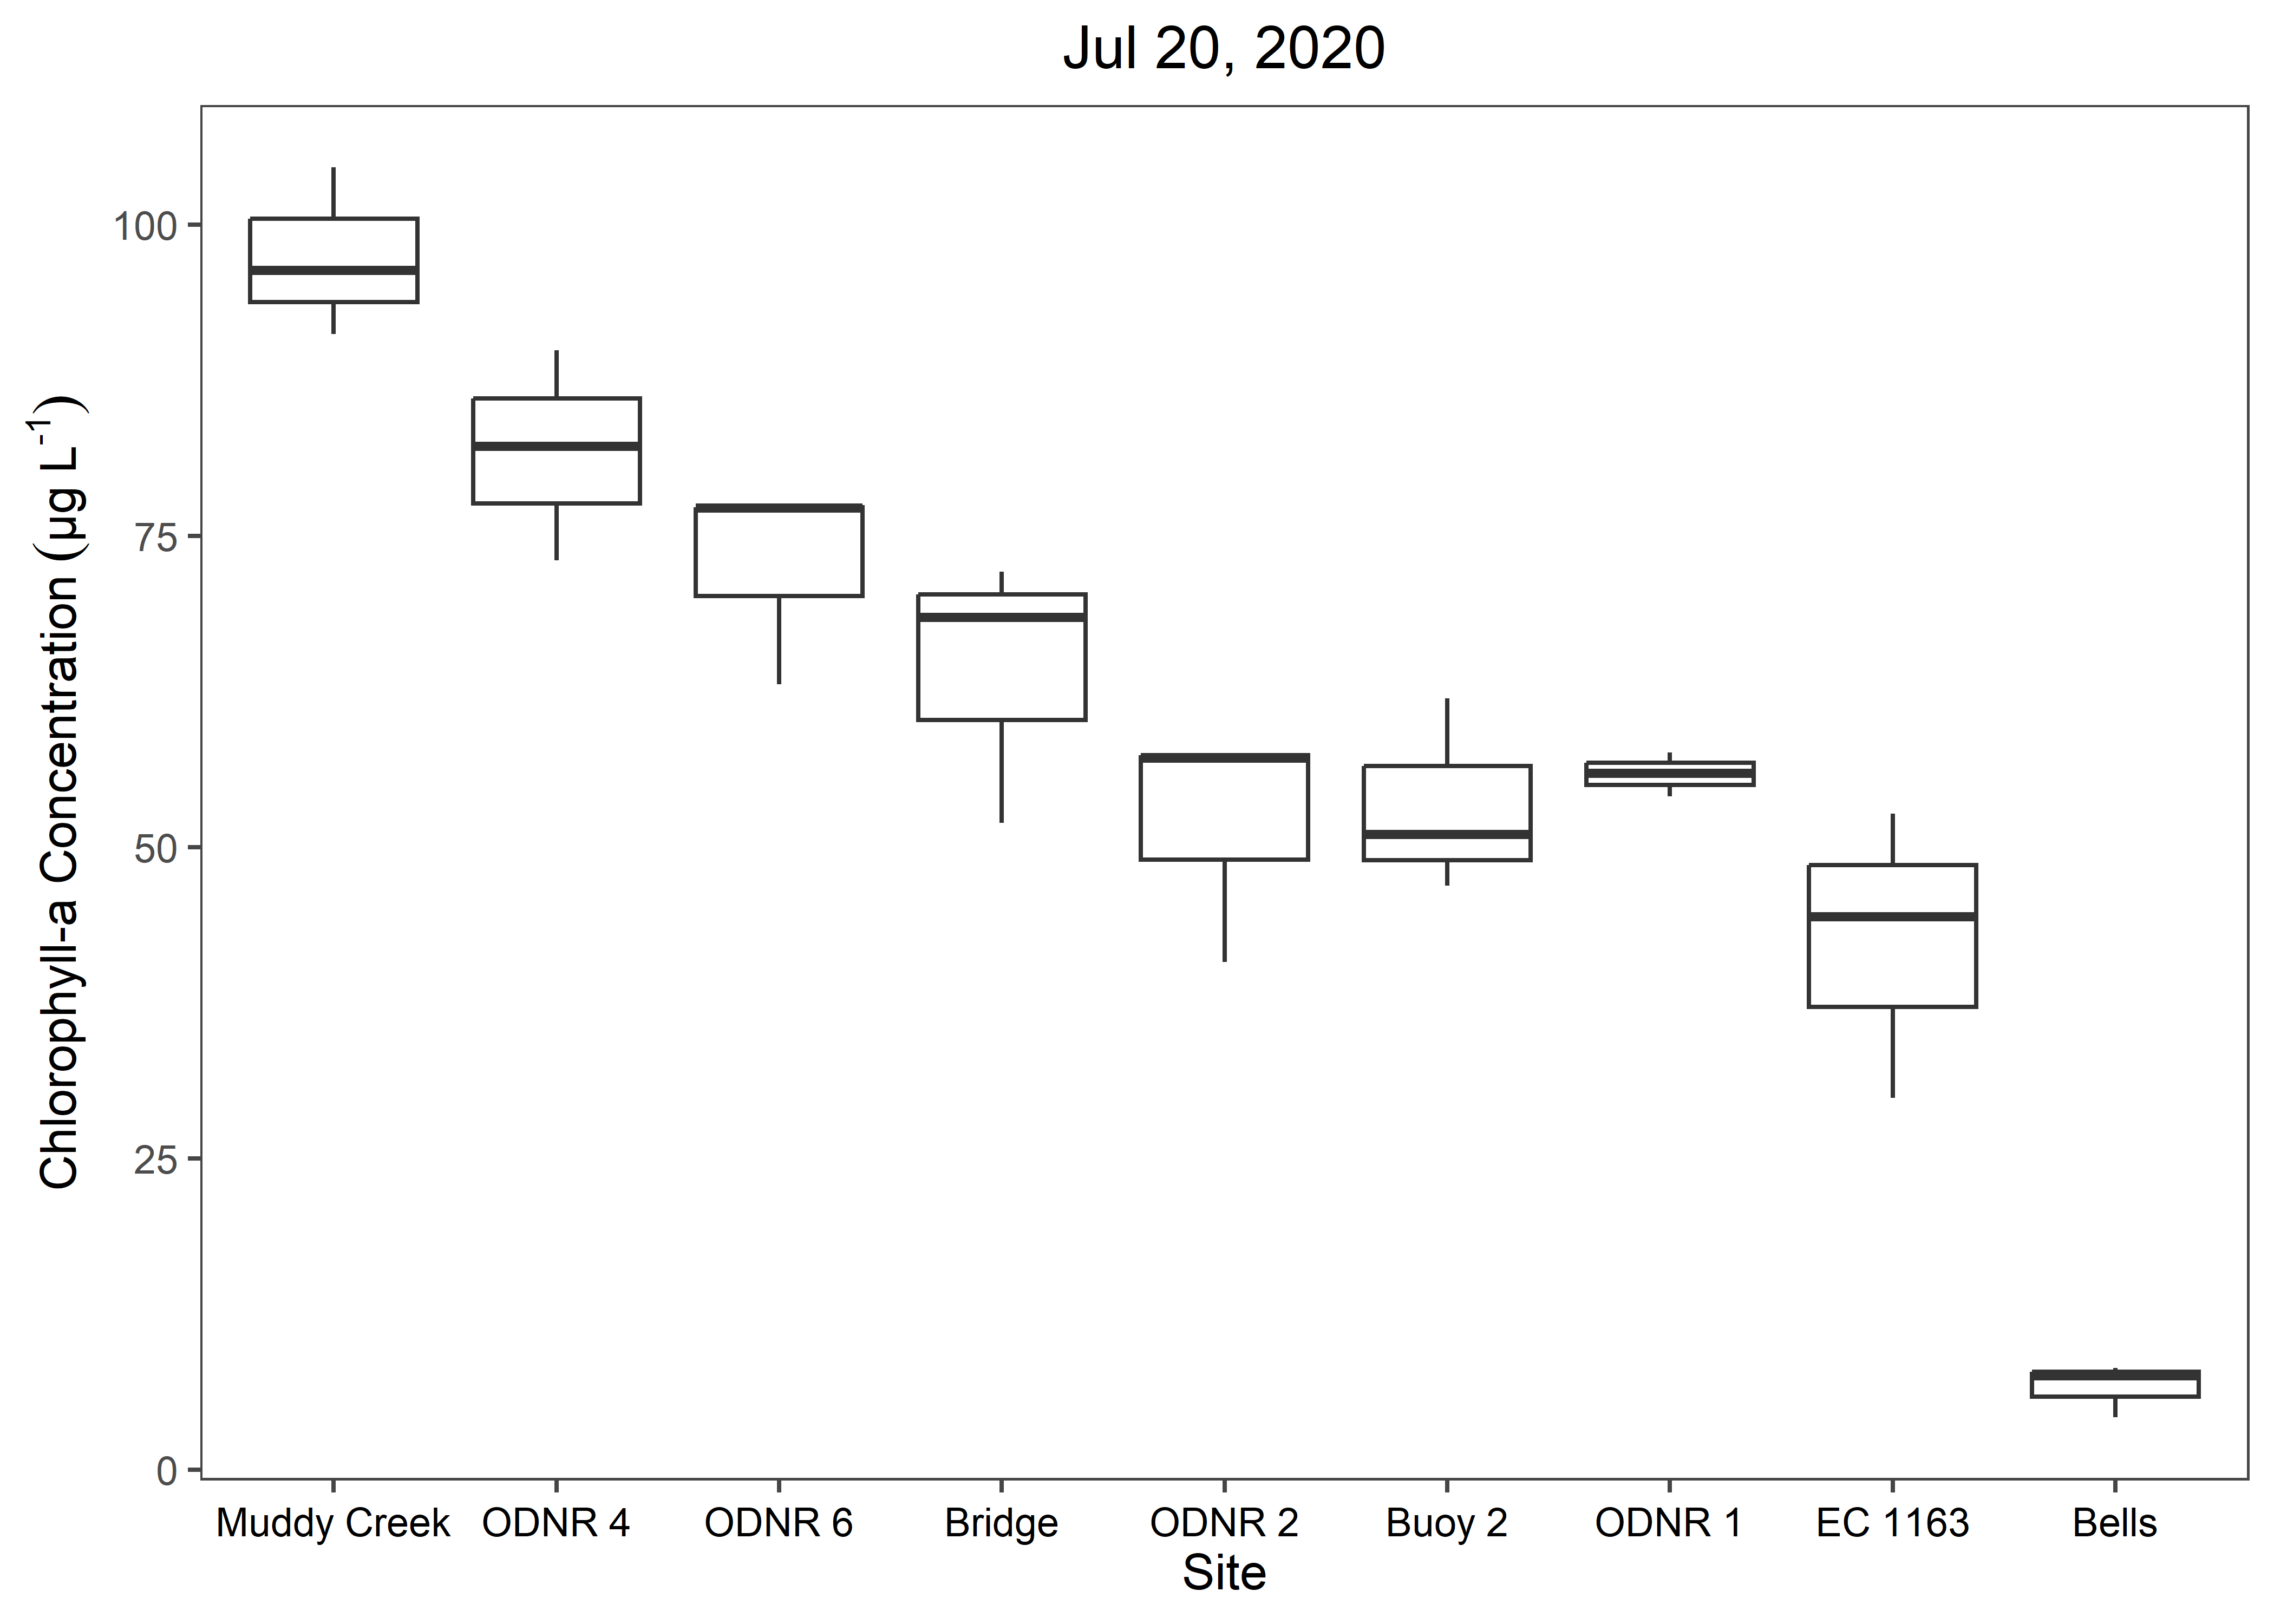 Jul 20, 2020
Chlorophyll-a Concentration (µg L⁻¹)
100
75
50
25
0
Muddy Creek ODNR 4 ODNR 6 Bridge ODNR 2 Buoy 2 ODNR 1 EC 1163 Bells
Site